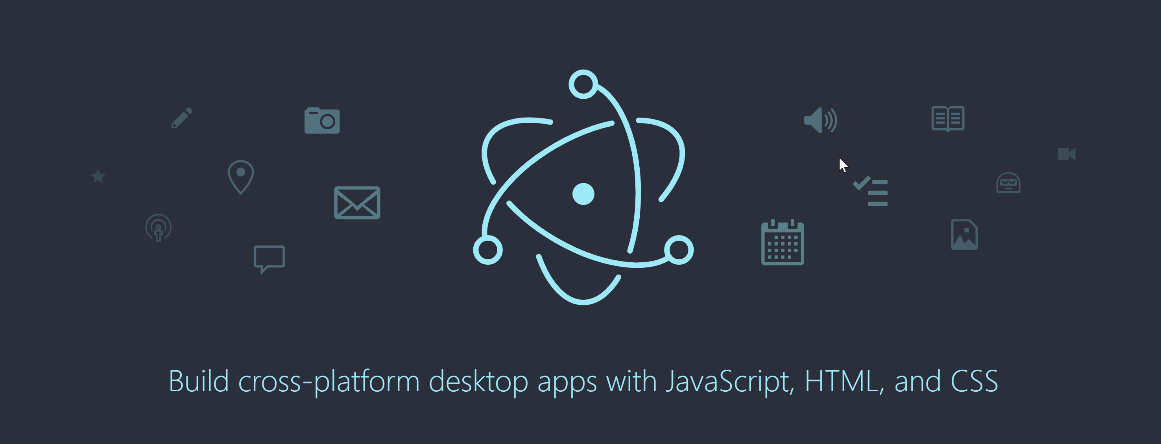 Build cross-platform desktop apps with JavaScript, HTML, and CSS